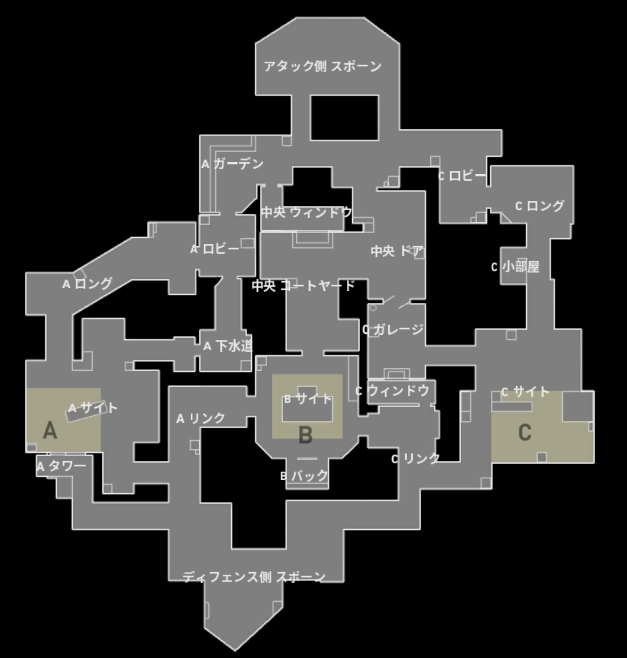 アタック側 スポーン
A ガーデン
C ロビー
C ロング
中央 ウィンドウ
A ロビー
中央 ドア
C 小部屋
A ロング
中央 コートヤード
C ガレージ
A 下水道
C ウィンドウ
C サイト
B サイト
A サイト
A リンク
A
B
C
C リンク
A タワー
B バック
ディフェンス側 スポーン